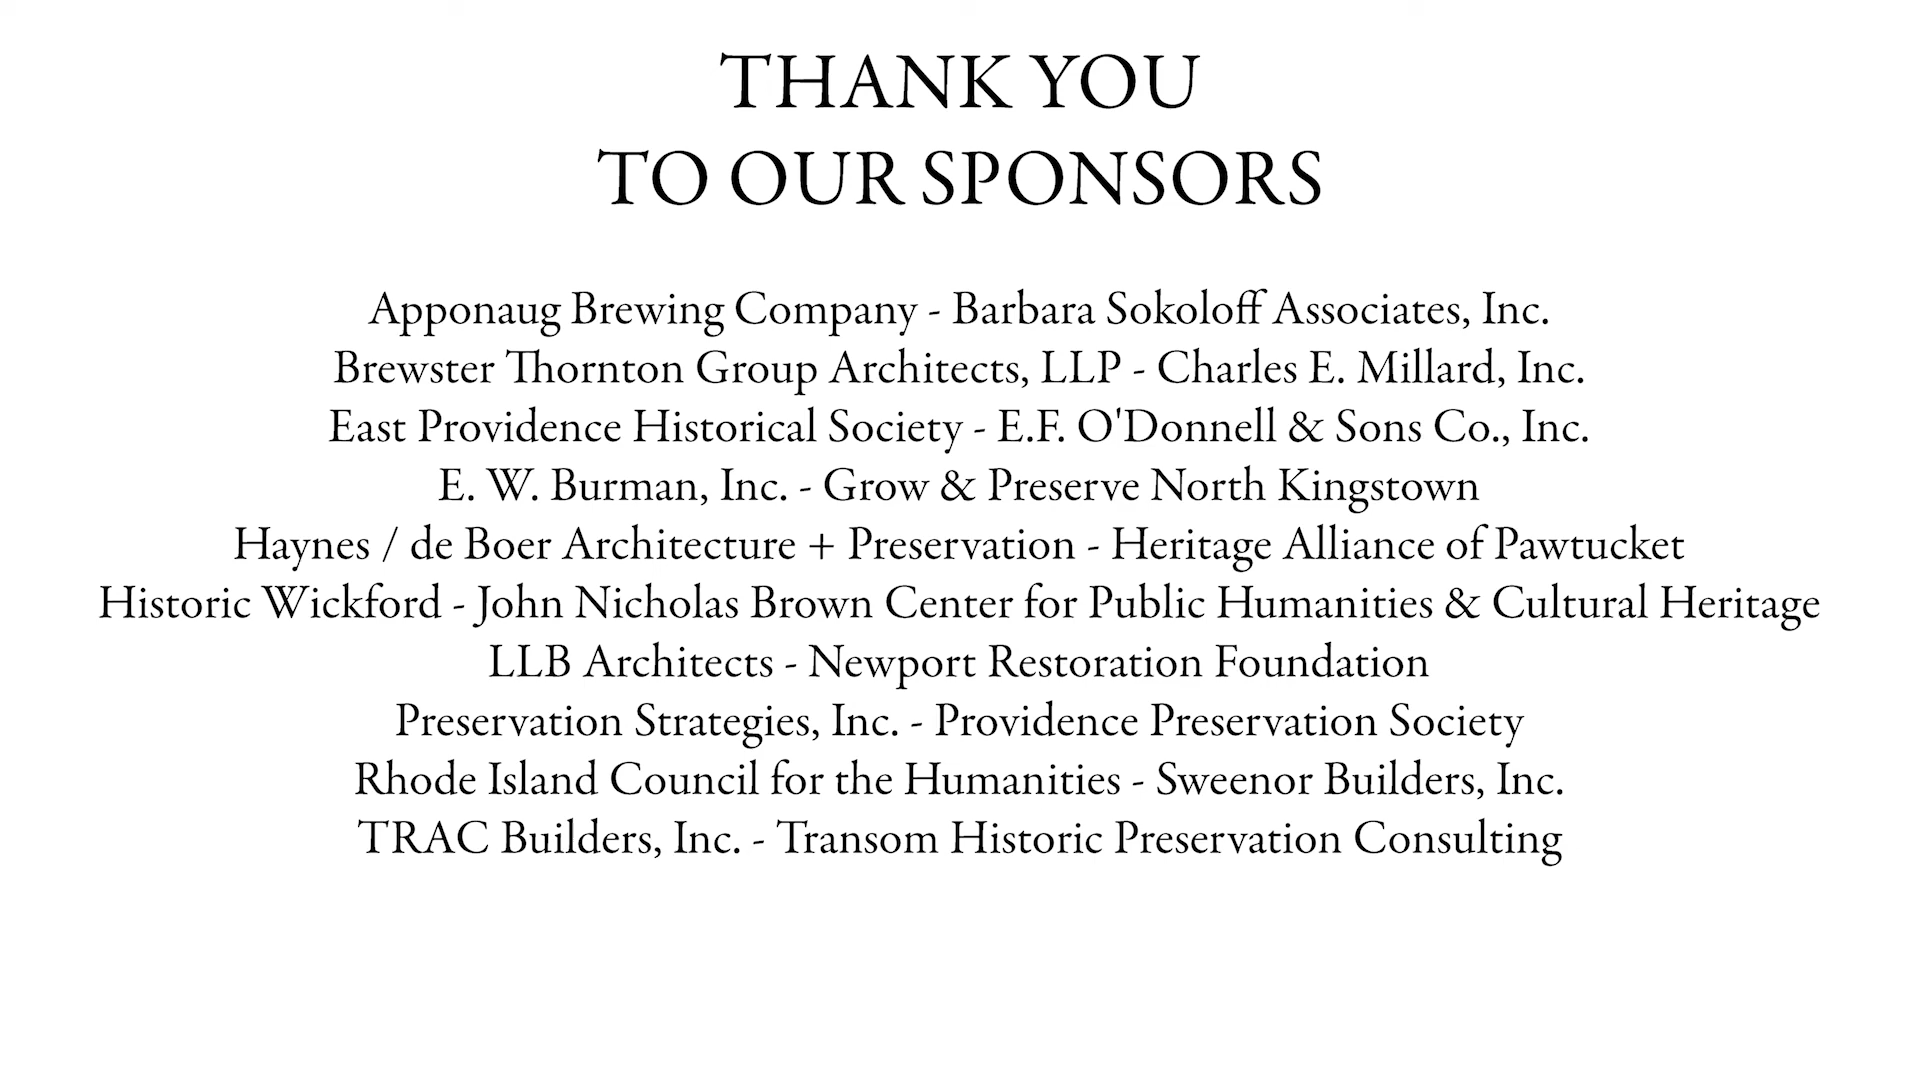 THANK YOU
TO OUR SPONSORS
Apponaug Brewing Company - Barbara Sokoloff Associates, Inc.
Brewster Thornton Group Architects, LLP - Charles E. Millard, Inc.
East Providence Historical Society - E.F. O'Donnell & Sons Co., Inc.
E. W. Burman, Inc. - Grow & Preserve North Kingstown
Haynes / de Boer Architecture + Preservation - Heritage Alliance of Pawtucket
Historic Wickford - John Nicholas Brown Center for Public Humanities & Cultural Heritage
LLB Architects - Newport Restoration Foundation
Preservation Strategies, Inc. - Providence Preservation Society
Rhode Island Council for the Humanities - Sweenor Builders, Inc.
TRAC Builders, Inc. - Transom Historic Preservation Consulting